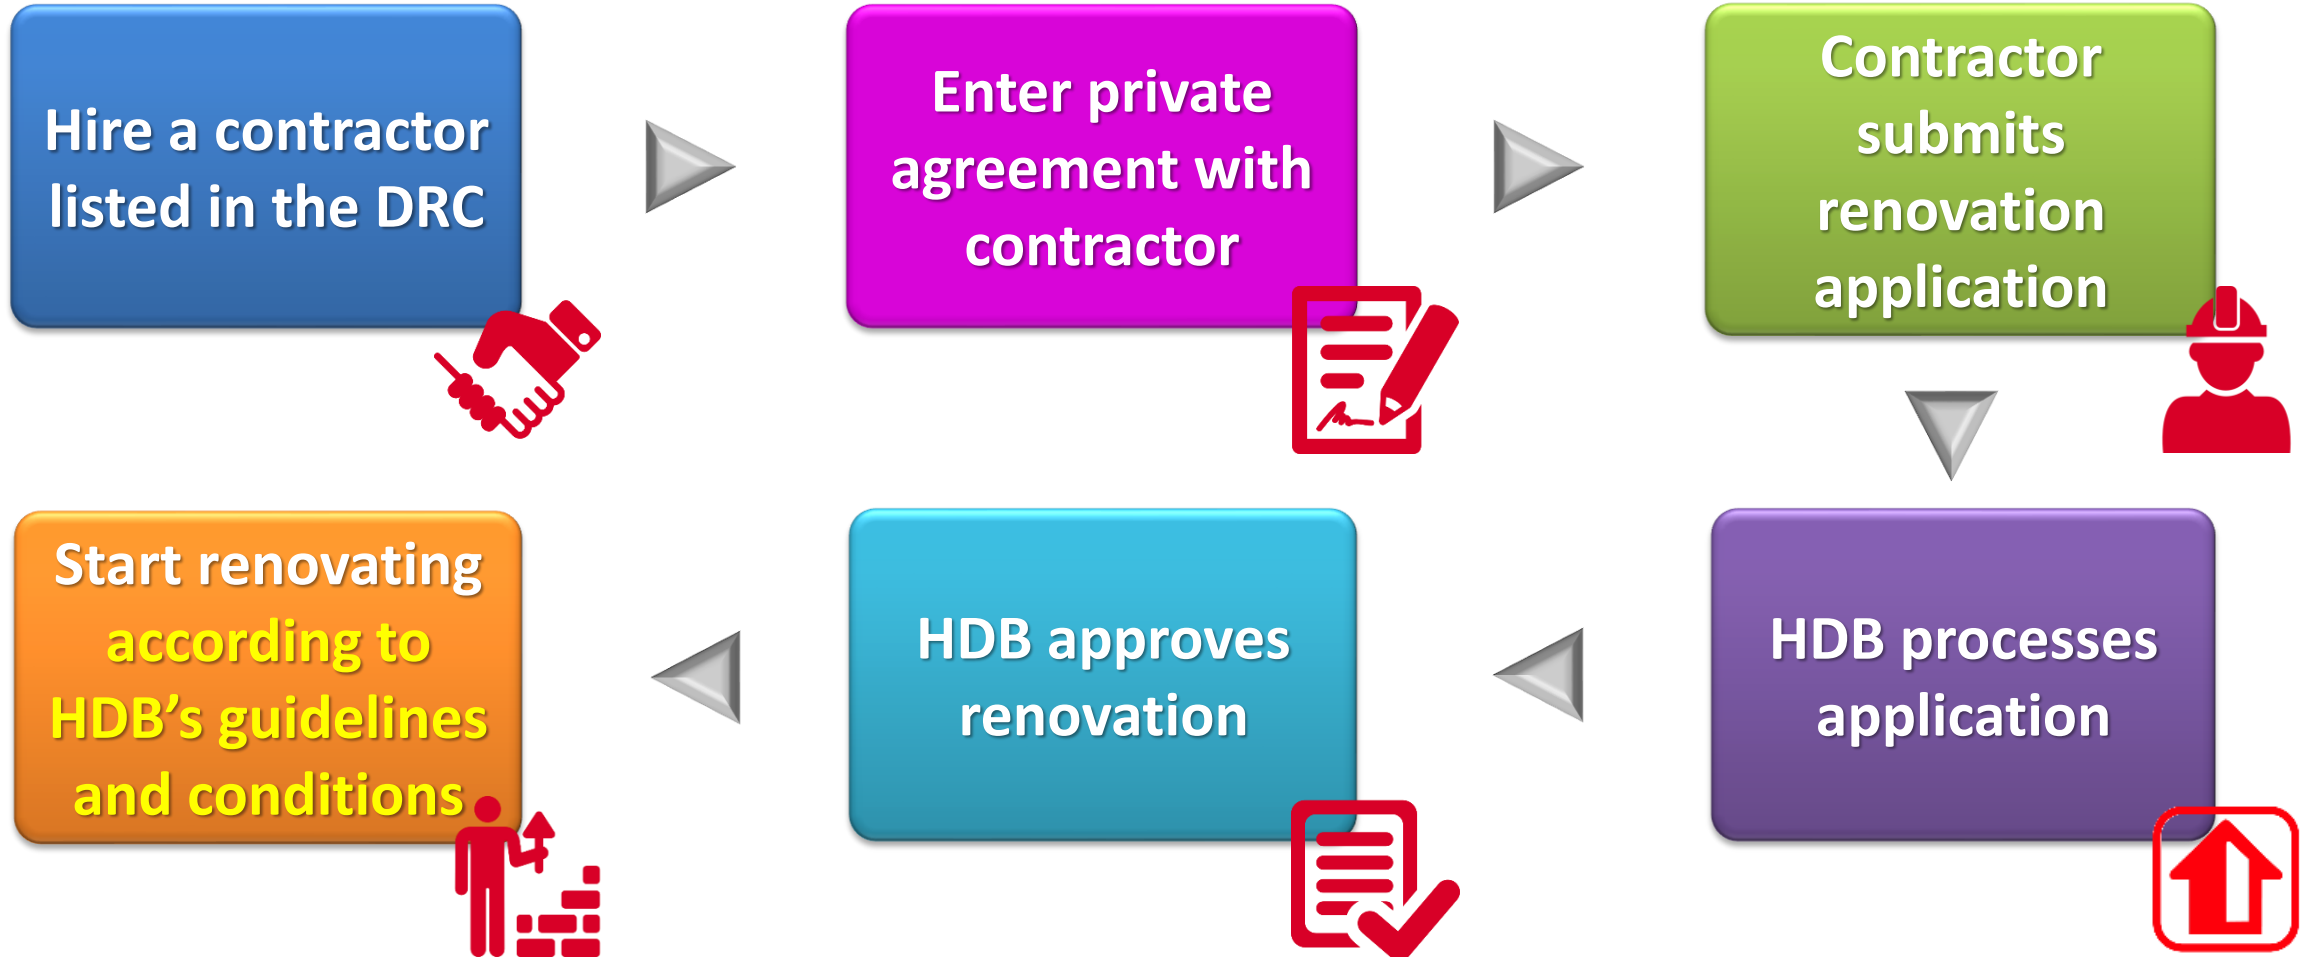 Hire a contractor
listed in the DRC
Enter private
agreement with
contractor
Contractor
submits
renovation
application
HDB processes
application
HDB approves
renovation
Start renovating
according to
HDB’s guidelines
and conditions